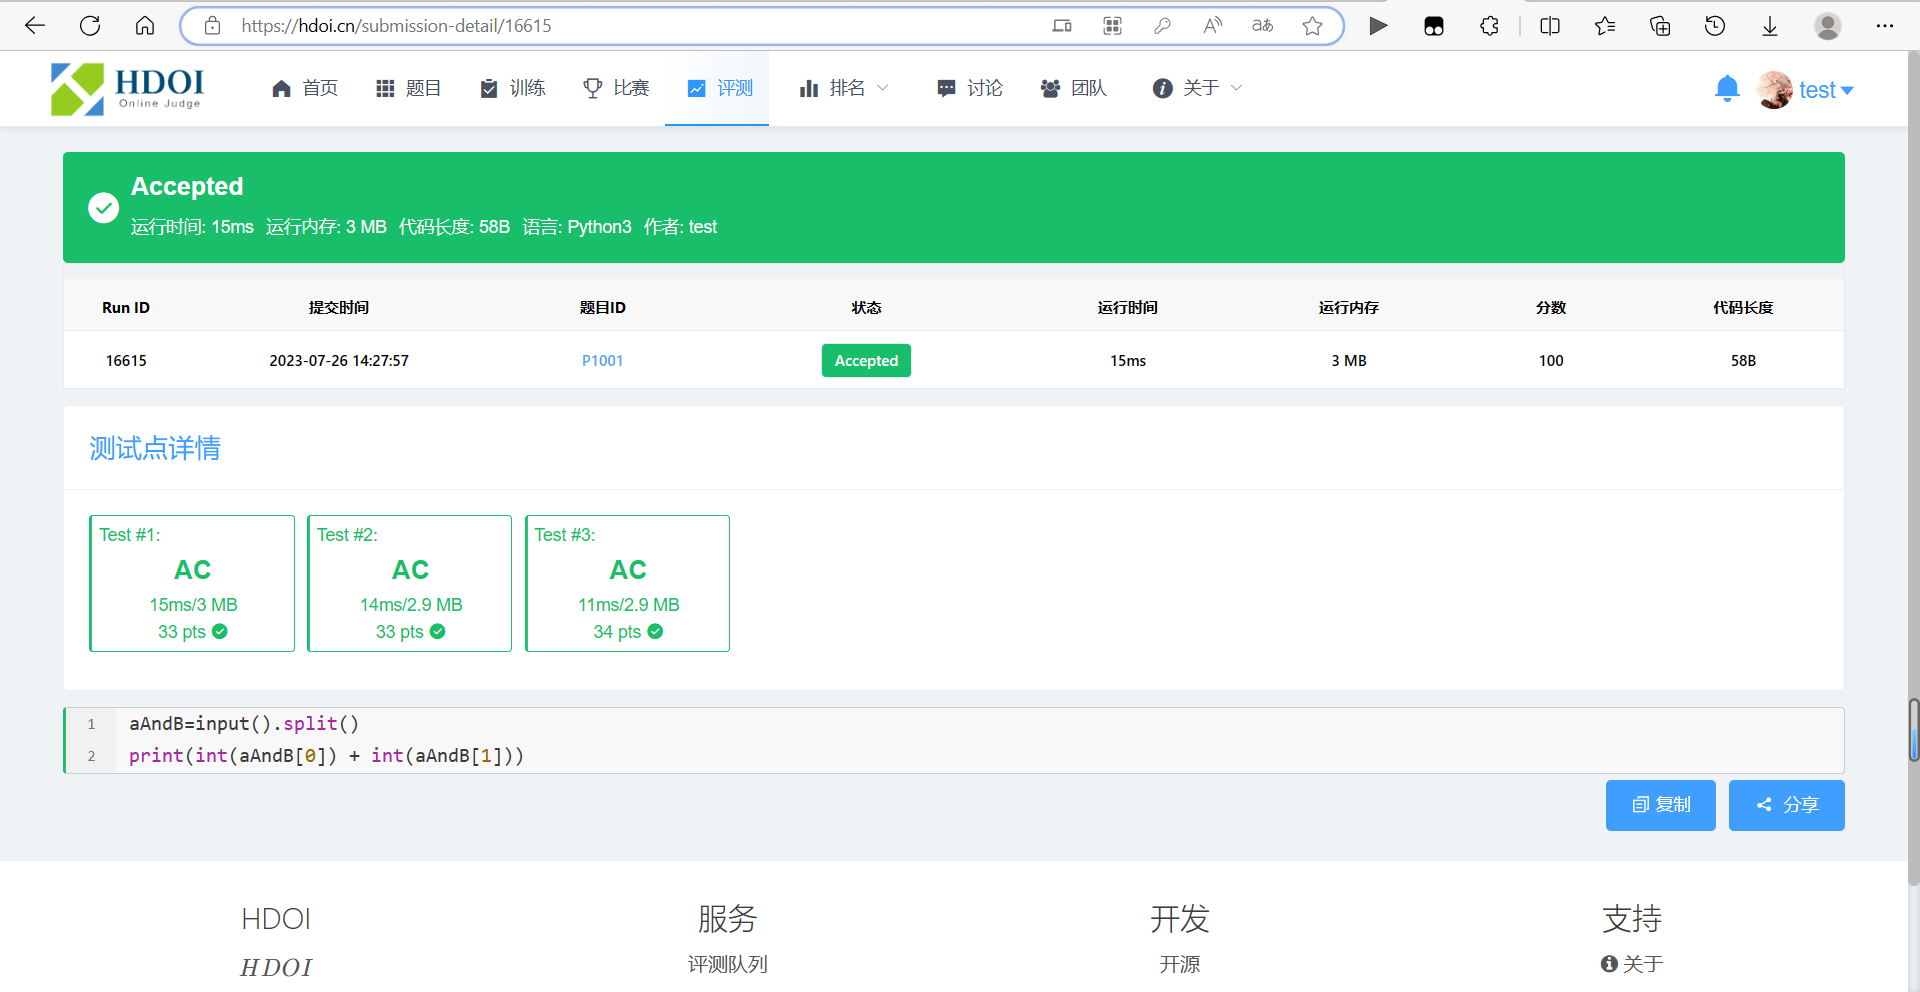 https://hdoi.cn/submission-detail/16615
HDOI
Online Judge
首页 题目 训练 比赛 评测 排名 讨论 团队 关于
test
Accepted
运行时间: 15ms 运行内存: 3 MB 代码长度: 58B 语言: Python3 作者: test
Run ID 提交时间 题目ID 状态 运行时间 运行内存 分数 代码长度
16615 2023-07-26 14:27:57 P1001 Accepted 15ms 3 MB 100 58B
测试点详情
Test #1:
AC
15ms/3 MB
33 pts
Test #2:
AC
14ms/2.9 MB
33 pts
Test #3:
AC
11ms/2.9 MB
34 pts
1 aAndB=input().split()
2 print(int(aAndB[0]) + int(aAndB[1]))
复制 分享
HDOI 服务 开发 支持
HDOI 评测队列 开源 关于